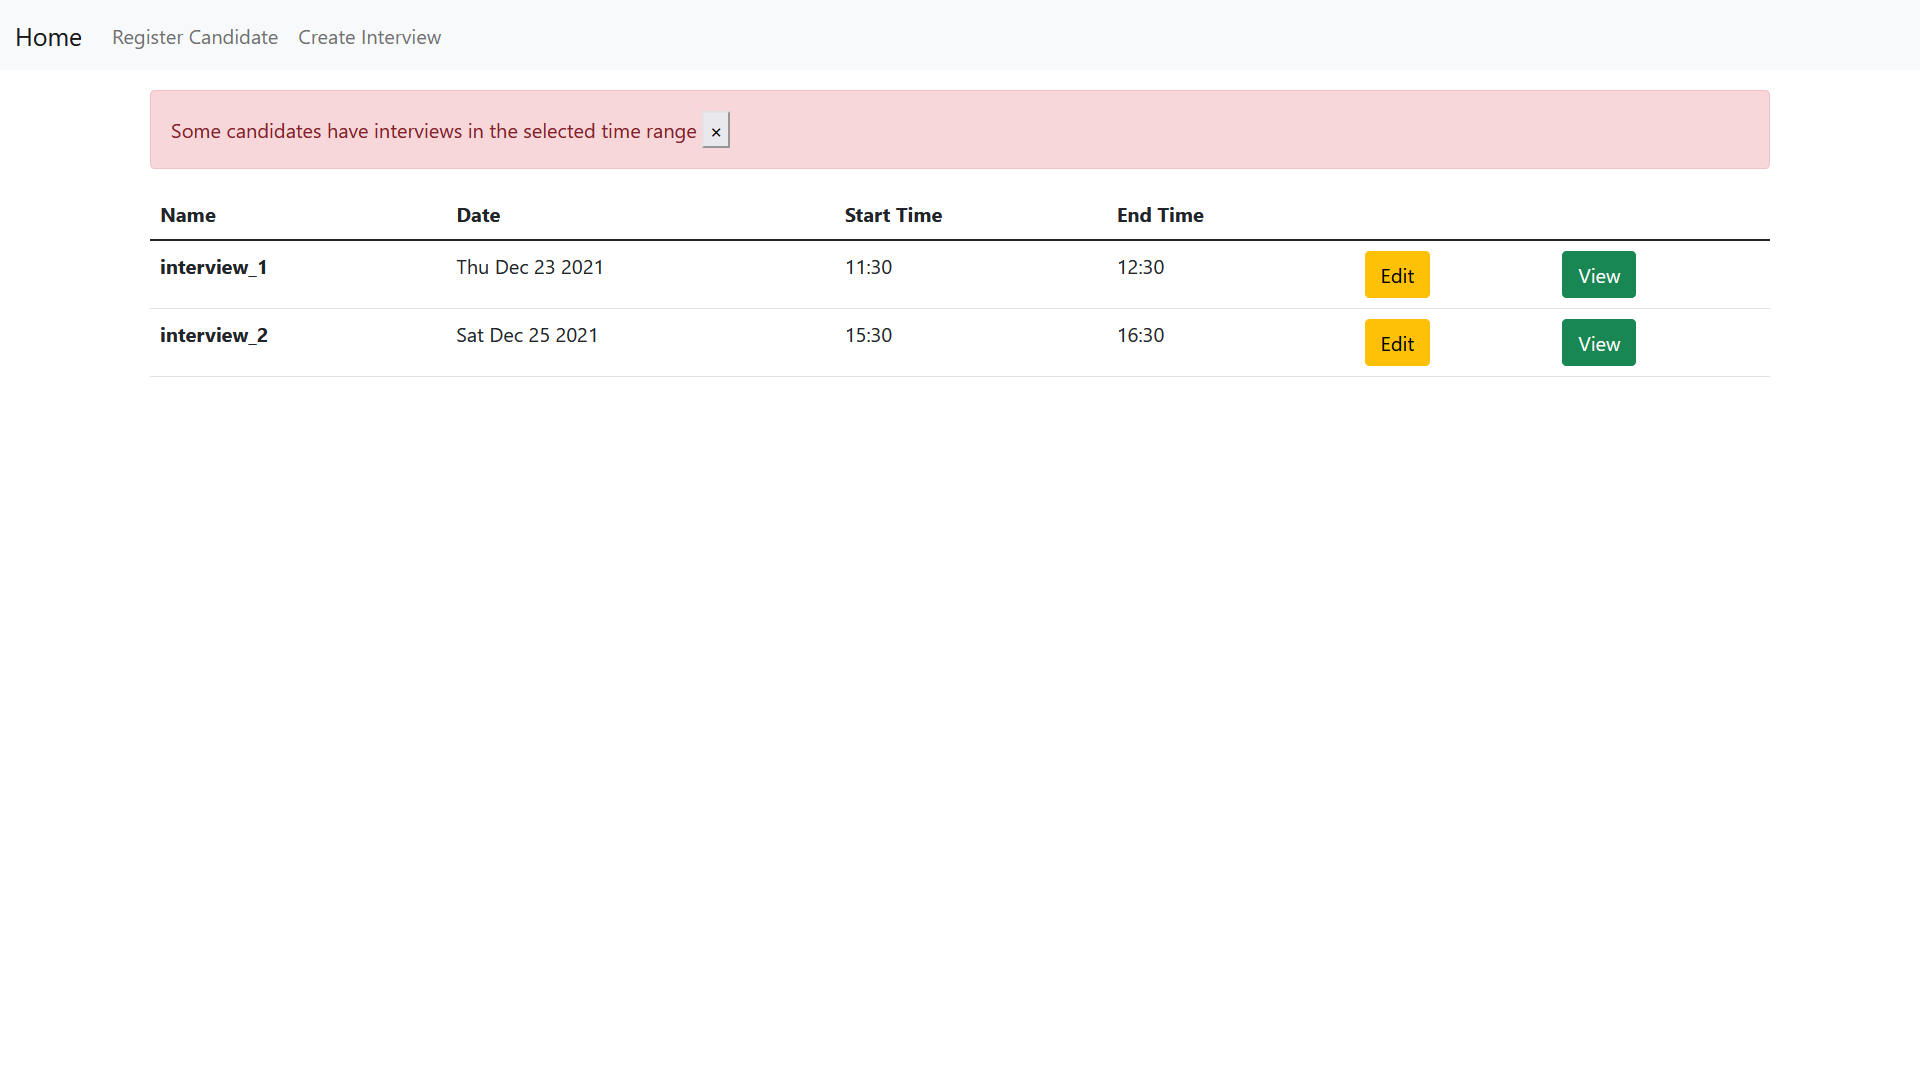 Home Register Candidate Create Interview
Some candidates have interviews in the selected time range ×
Name Date Start Time End Time
interview_1 Thu Dec 23 2021 11:30 12:30 Edit View
interview_2 Sat Dec 25 2021 15:30 16:30 Edit View